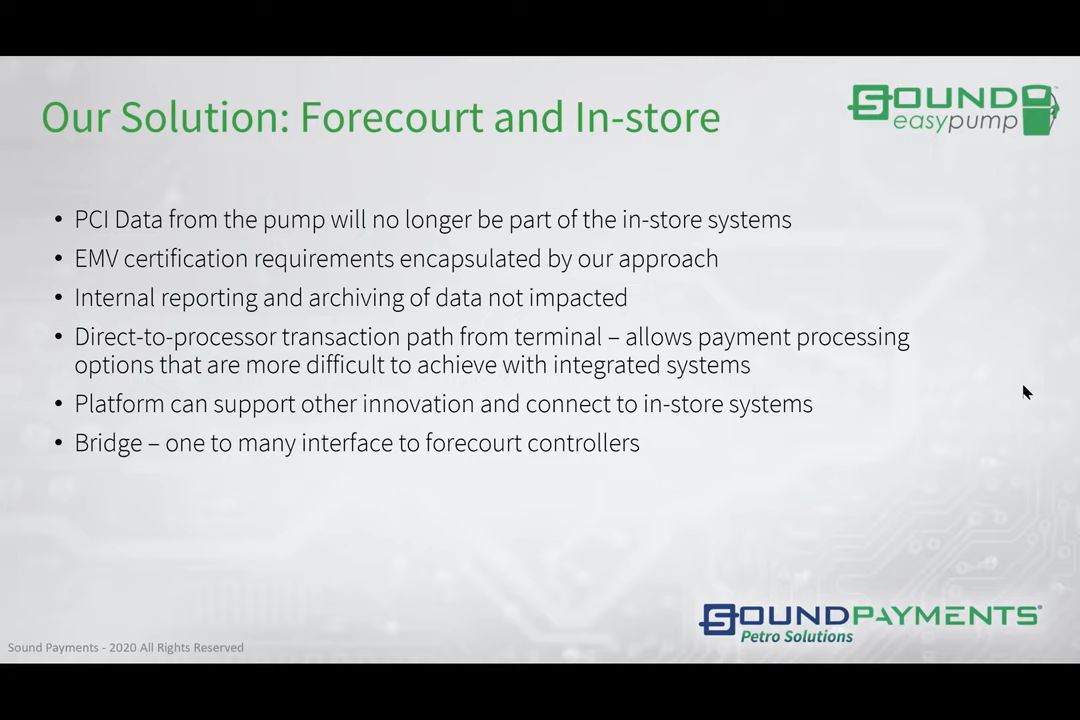 Our Solution: Forecourt and In-store
SOUND
easypump
• PCI Data from the pump will no longer be part of the in-store systems
• EMV certification requirements encapsulated by our approach
• Internal reporting and archiving of data not impacted
• Direct-to-processor transaction path from terminal – allows payment processing
options that are more difficult to achieve with integrated systems
• Platform can support other innovation and connect to in-store systems
• Bridge – one to many interface to forecourt controllers
SOUNDPAYMENTS®
Petro Solutions
Sound Payments - 2020 All Rights Reserved